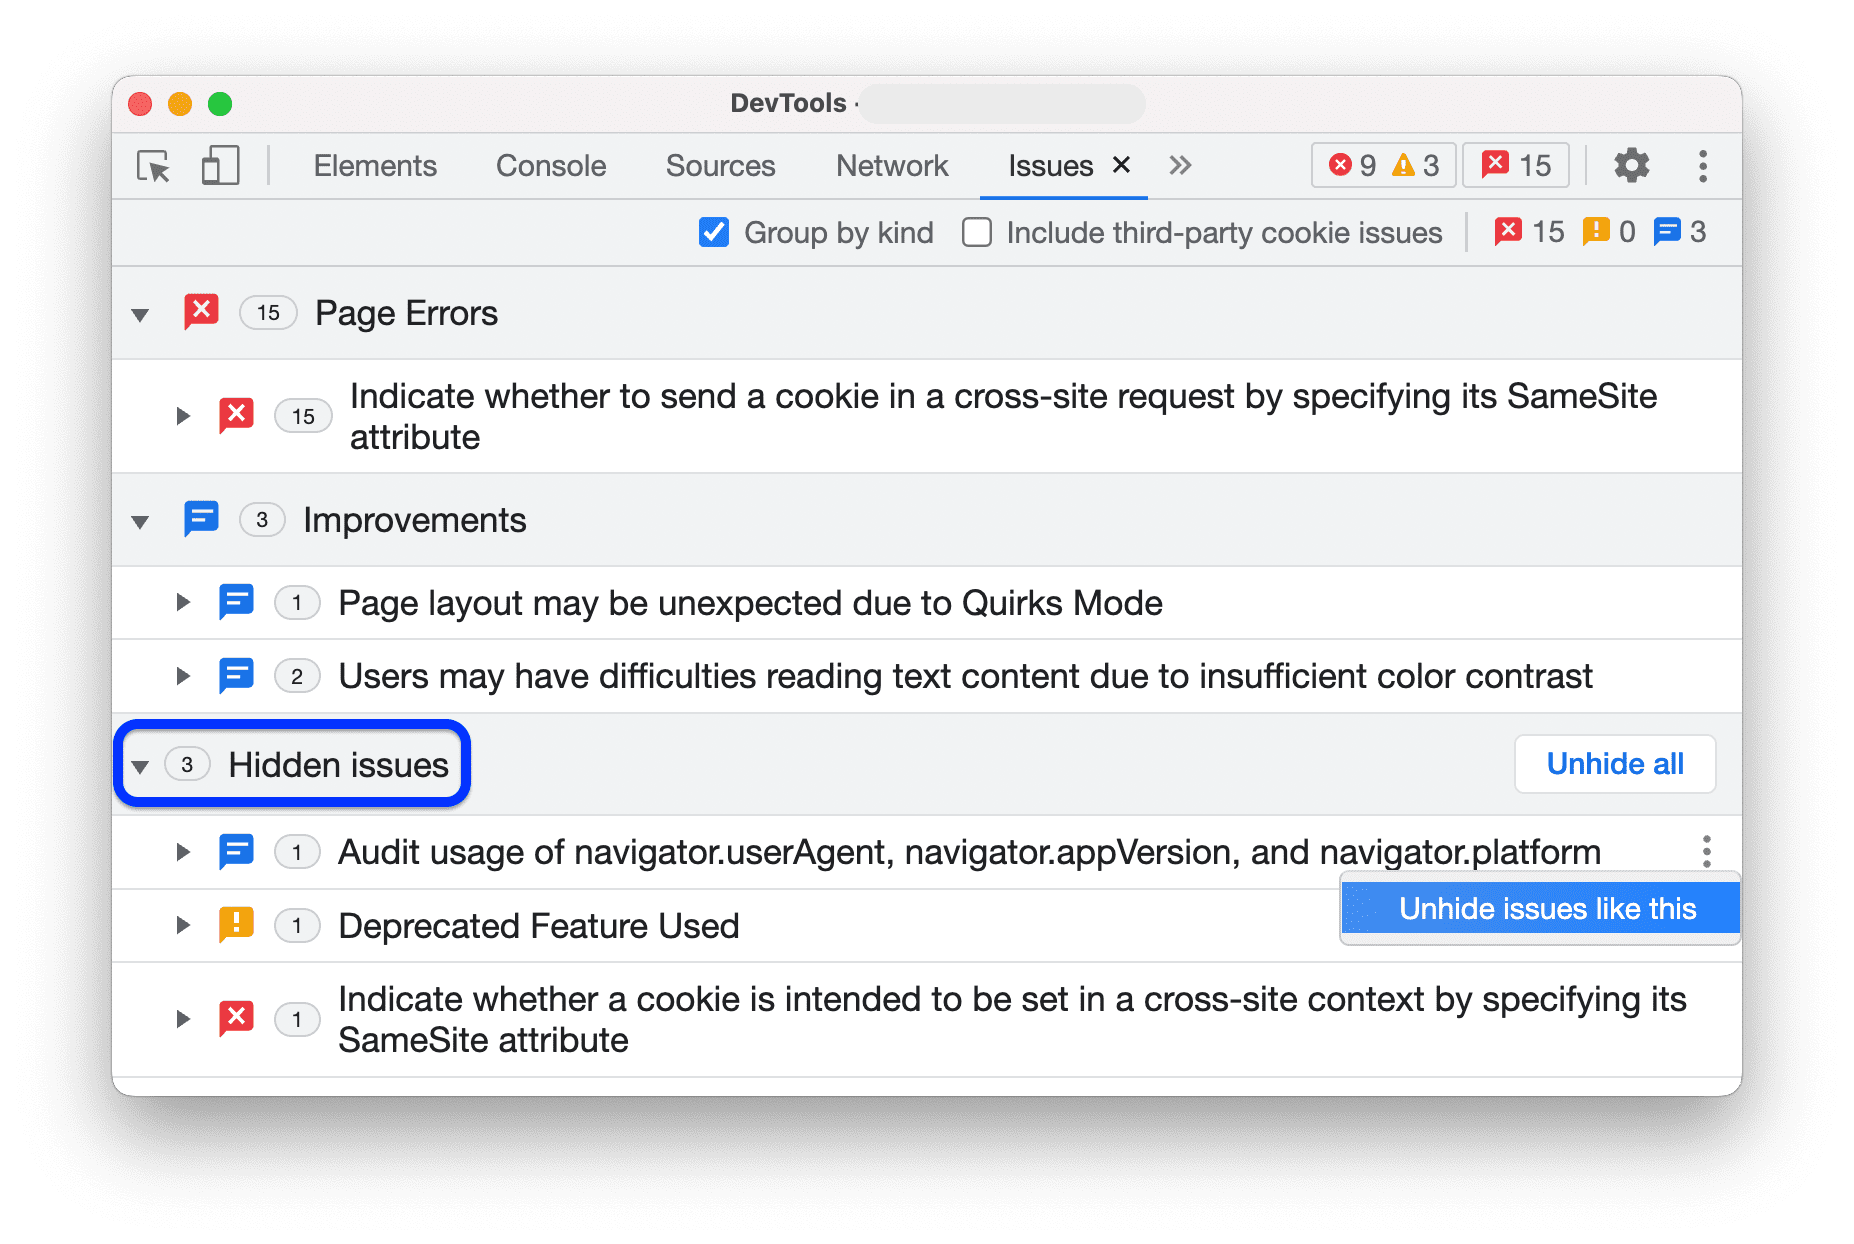 DevTools ·
Elements Console Sources Network Issues × » 9 3 15
Group by kind Include third-party cookie issues 15 0 3
15 Page Errors
15 Indicate whether to send a cookie in a cross-site request by specifying its SameSite
attribute
3 Improvements
1 Page layout may be unexpected due to Quirks Mode
2 Users may have difficulties reading text content due to insufficient color contrast
3 Hidden issues Unhide all
1 Audit usage of navigator.userAgent, navigator.appVersion, and navigator.platform
Unhide issues like this
1 Deprecated Feature Used
1 Indicate whether a cookie is intended to be set in a cross-site context by specifying its
SameSite attribute